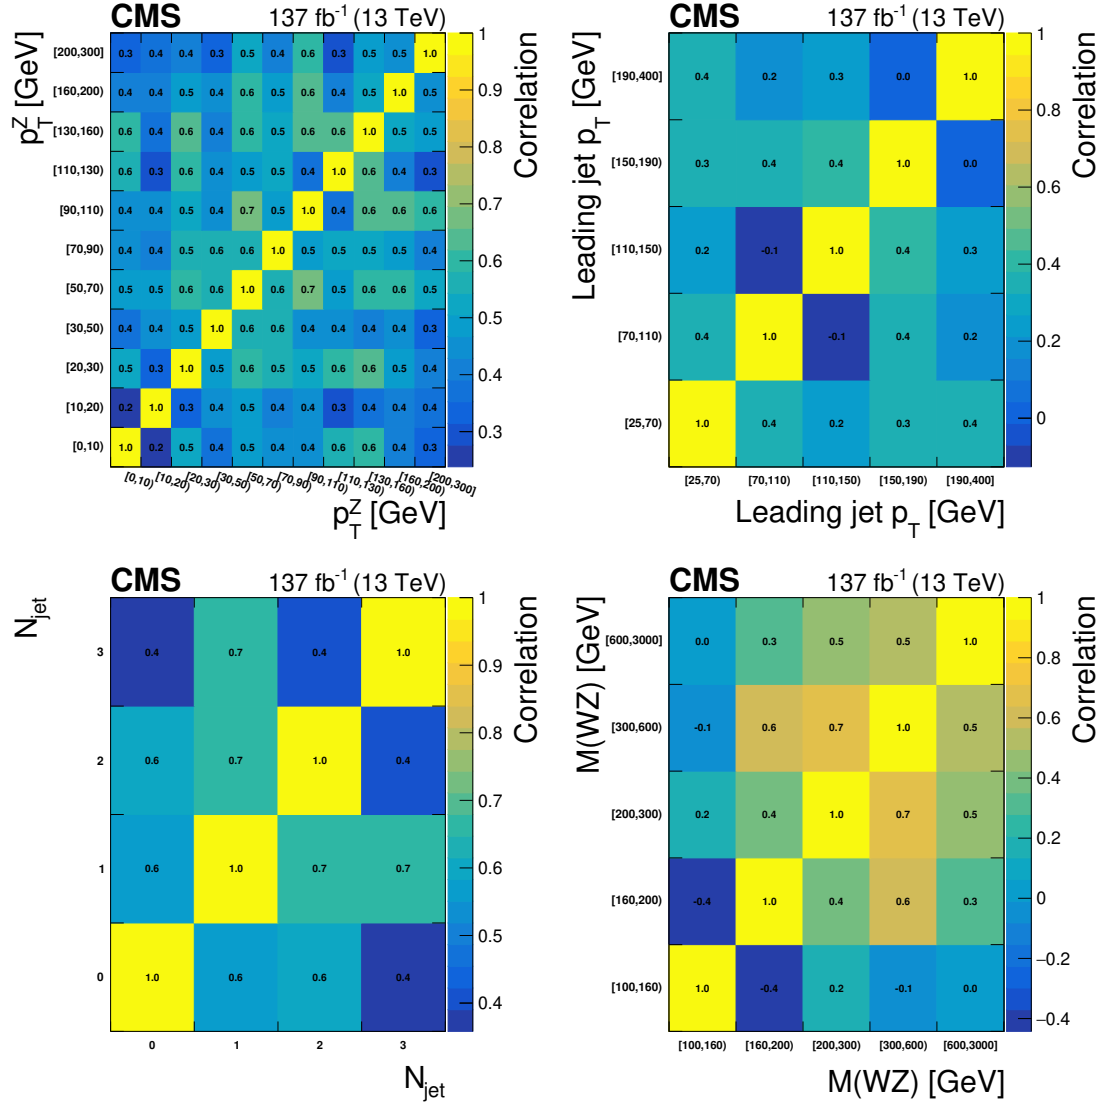 CMS 137 fb⁻¹ (13 TeV)
p_T^Z [GeV]
[200,300] 0.3 0.4 0.4 0.3 0.5 0.4 0.6 0.3 0.5 0.5 1.0
[160,200) 0.4 0.4 0.5 0.4 0.6 0.5 0.6 0.4 0.5 1.0 0.5
[130,160) 0.6 0.4 0.6 0.4 0.6 0.5 0.6 0.6 1.0 0.5 0.5
[110,130) 0.6 0.3 0.6 0.4 0.5 0.5 0.4 1.0 0.6 0.4 0.3
[90,110) 0.4 0.4 0.5 0.4 0.7 0.5 1.0 0.4 0.6 0.6 0.6
[70,90) 0.4 0.4 0.5 0.6 0.6 1.0 0.5 0.5 0.5 0.5 0.4
[50,70) 0.5 0.5 0.6 0.6 1.0 0.6 0.7 0.5 0.6 0.6 0.5
[30,50) 0.4 0.4 0.5 1.0 0.6 0.6 0.4 0.4 0.4 0.4 0.3
[20,30) 0.5 0.3 1.0 0.5 0.6 0.5 0.5 0.6 0.6 0.5 0.4
[10,20) 0.2 1.0 0.3 0.4 0.5 0.4 0.4 0.3 0.4 0.4 0.4
[0,10) 1.0 0.2 0.5 0.4 0.5 0.4 0.4 0.6 0.6 0.4 0.3
[0,10) [10,20) [20,30) [30,50) [50,70) [70,90) [90,110) [110,130) [130,160) [160,200) [200,300]
p_T^Z [GeV]
1
0.9
0.8
0.7
0.6
0.5
0.4
0.3
Correlation
CMS 137 fb⁻¹ (13 TeV)
Leading jet p_T [GeV]
[190,400] 0.4 0.2 0.3 0.0 1.0
[150,190) 0.3 0.4 0.4 1.0 0.0
[110,150) 0.2 -0.1 1.0 0.4 0.3
[70,110) 0.4 1.0 -0.1 0.4 0.2
[25,70) 1.0 0.4 0.2 0.3 0.4
[25,70) [70,110) [110,150) [150,190) [190,400]
Leading jet p_T [GeV]
1
0.8
0.6
0.4
0.2
0
Correlation
CMS 137 fb⁻¹ (13 TeV)
N_jet
3 0.4 0.7 0.4 1.0
2 0.6 0.7 1.0 0.4
1 0.6 1.0 0.7 0.7
0 1.0 0.6 0.6 0.4
0 1 2 3
N_jet
1
0.9
0.8
0.7
0.6
0.5
0.4
Correlation
CMS 137 fb⁻¹ (13 TeV)
M(WZ) [GeV]
[600,3000] 0.0 0.3 0.5 0.5 1.0
[300,600) -0.1 0.6 0.7 1.0 0.5
[200,300) 0.2 0.4 1.0 0.7 0.5
[160,200) -0.4 1.0 0.4 0.6 0.3
[100,160) 1.0 -0.4 0.2 -0.1 0.0
[100,160) [160,200) [200,300) [300,600) [600,3000]
M(WZ) [GeV]
1
0.8
0.6
0.4
0.2
0
−0.2
−0.4
Correlation